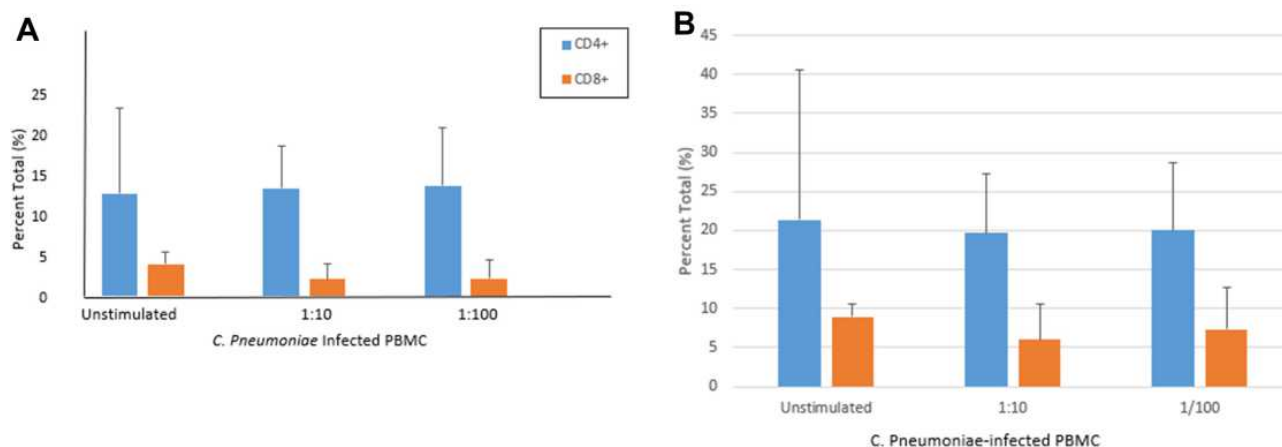 A
CD4+
CD8+
Percent Total (%)
25
20
15
10
5
0
Unstimulated 1:10 1:100
C. Pneumoniae Infected PBMC
B
Percent Total (%)
45
40
35
30
25
20
15
10
5
0
Unstimulated 1:10 1/100
C. Pneumoniae-infected PBMC